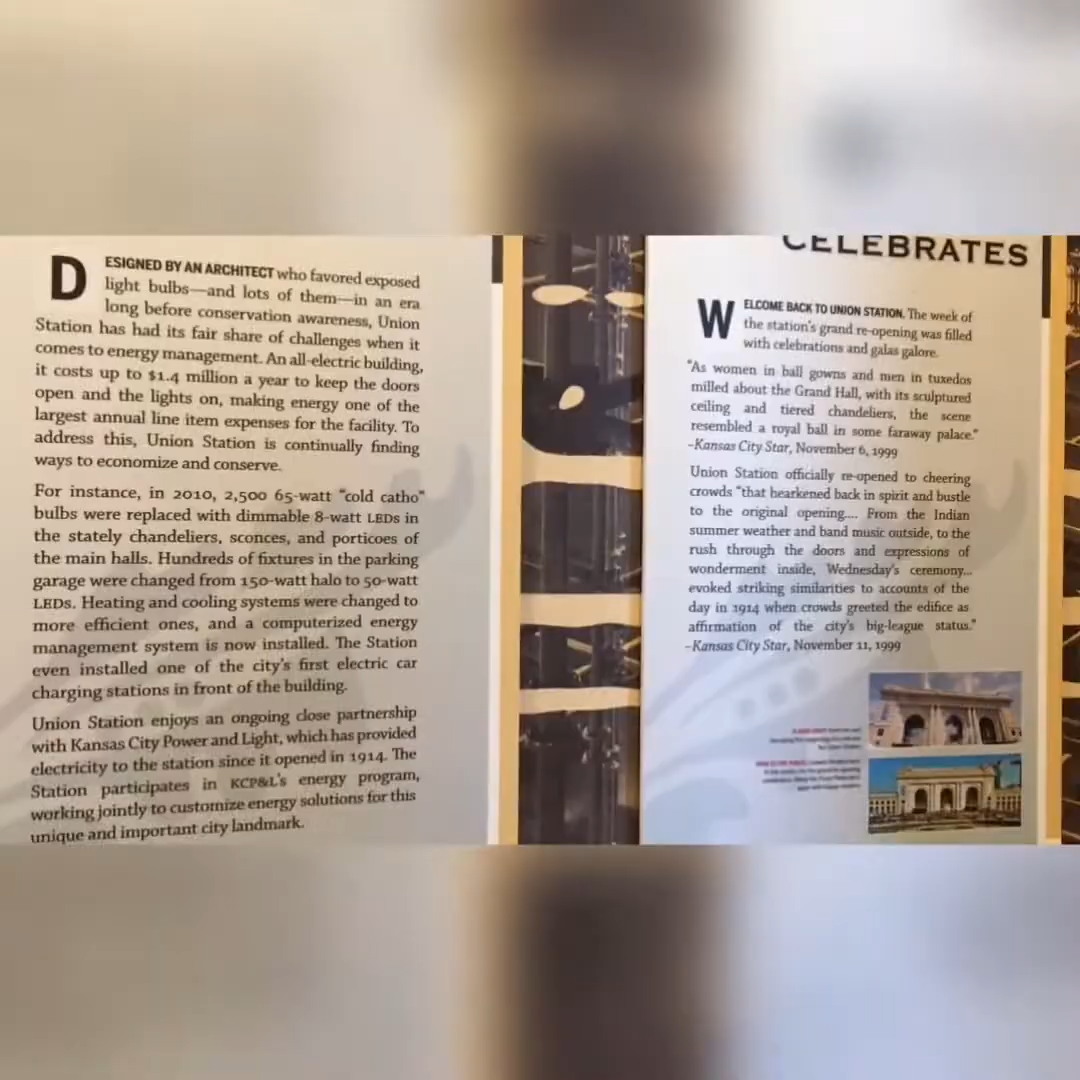 DESIGNED BY AN ARCHITECT who favored exposed
light bulbs—and lots of them—in an era
long before conservation awareness, Union
Station has had its fair share of challenges when it
comes to energy management. An all-electric building,
it costs up to $1.4 million a year to keep the doors
open and the lights on, making energy one of the
largest annual line item expenses for the facility. To
address this, Union Station is continually finding
ways to economize and conserve.
For instance, in 2010, 2,500 65-watt "cold catho"
bulbs were replaced with dimmable 8-watt LEDs in
the stately chandeliers, sconces, and porticoes of
the main halls. Hundreds of fixtures in the parking
garage were changed from 150-watt halo to 50-watt
LEDs. Heating and cooling systems were changed to
more efficient ones, and a computerized energy
management system is now installed. The Station
even installed one of the city's first electric car
charging stations in front of the building.
Union Station enjoys an ongoing close partnership
with Kansas City Power and Light, which has provided
electricity to the station since it opened in 1914. The
Station participates in KCP&L's energy program,
working jointly to customize energy solutions for this
unique and important city landmark.
CELEBRATES
WELCOME BACK TO UNION STATION. The week of
the station's grand re-opening was filled
with celebrations and galas galore.
"As women in ball gowns and men in tuxedos
milled about the Grand Hall, with its sculptured
ceiling and tiered chandeliers, the scene
resembled a royal ball in some faraway palace."
–Kansas City Star, November 6, 1999
Union Station officially re-opened to cheering
crowds "that hearkened back in spirit and bustle
to the original opening.... From the Indian
summer weather and band music outside, to the
rush through the doors and expressions of
wonderment inside, Wednesday's ceremony...
evoked striking similarities to accounts of the
day in 1914 when crowds greeted the edifice as
affirmation of the city's big-league status."
–Kansas City Star, November 11, 1999